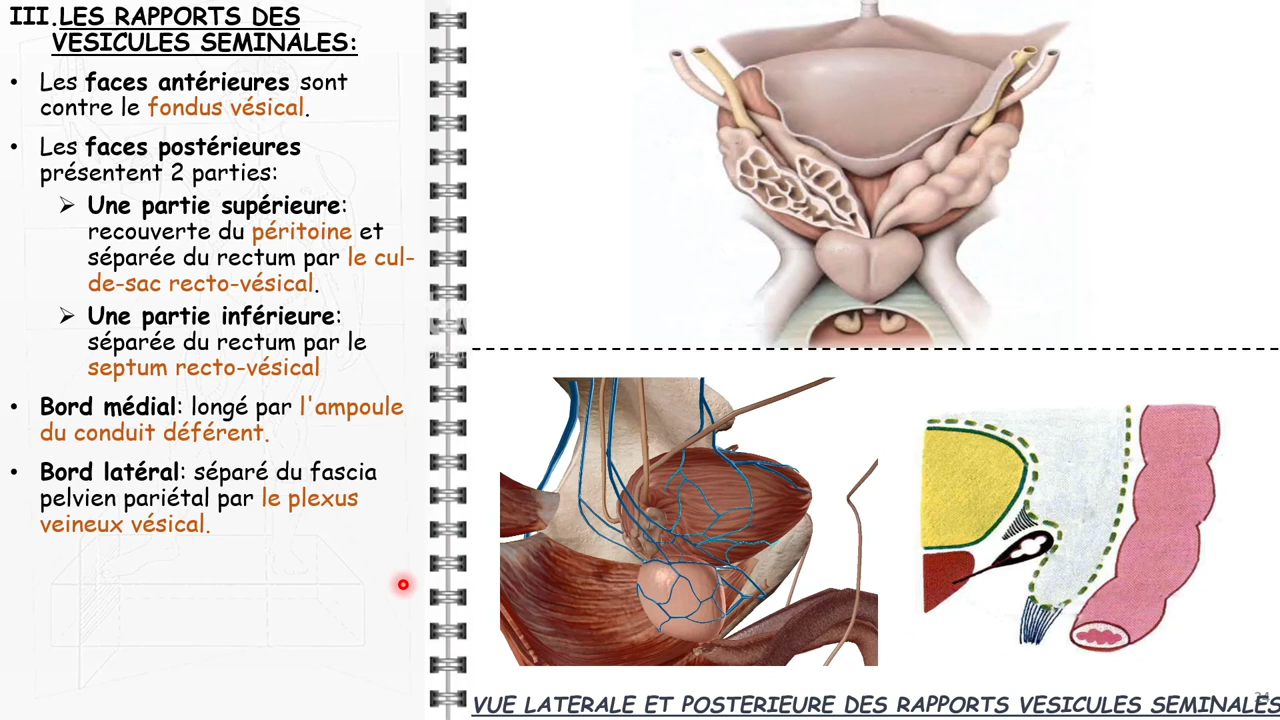 III.LES RAPPORTS DES
VESICULES SEMINALES:
• Les faces antérieures sont
contre le fondus vésical.
• Les faces postérieures
présentent 2 parties:
➢ Une partie supérieure:
recouverte du péritoine et
séparée du rectum par le cul-
de-sac recto-vésical.
➢ Une partie inférieure:
séparée du rectum par le
septum recto-vésical
• Bord médial: longé par l'ampoule
du conduit déférent.
• Bord latéral: séparé du fascia
pelvien pariétal par le plexus
veineux vésical.
VUE LATERALE ET POSTERIEURE DES RAPPORTS VESICULES SEMINALES